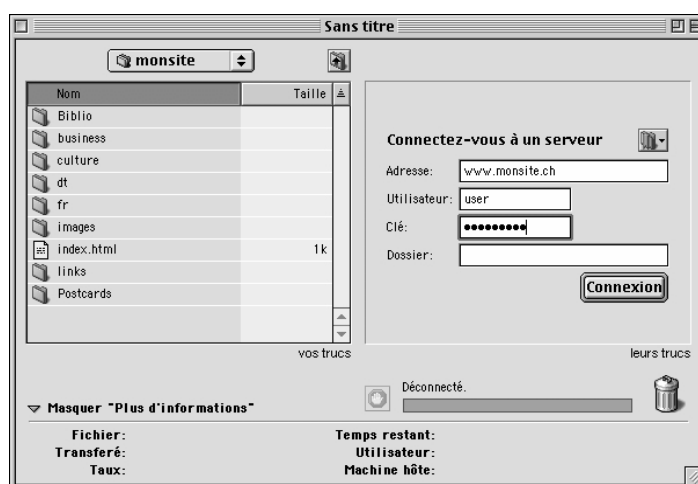 Sans titre
monsite
Nom Taille
Biblio
business
culture
dt
fr
images
index.html 1k
links
Postcards
vos trucs
Connectez-vous à un serveur
Adresse: www.monsite.ch
Utilisateur: user
Clé: •••••••••
Dossier:
Connexion
leurs trucs
Déconnecté.
Masquer "Plus d'informations"
Fichier: Temps restant:
Transferé: Utilisateur:
Taux: Machine hôte: